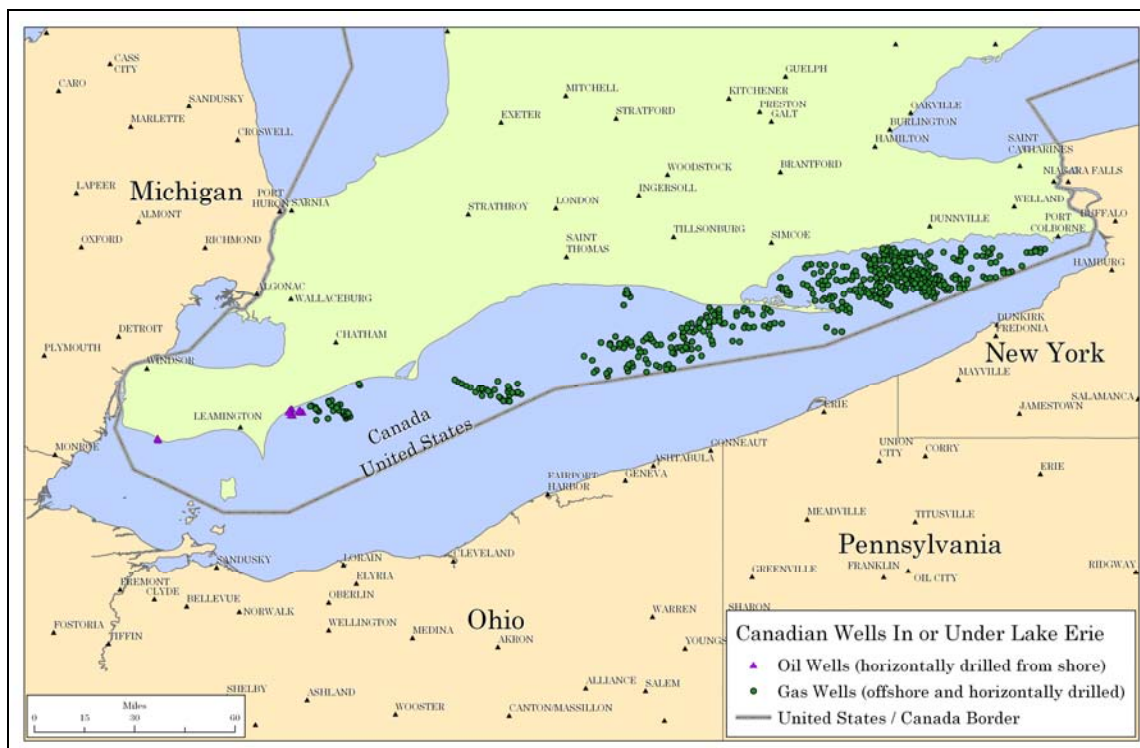 CASS
CITY
CARO
SANDUSKY
MARLETTE
CROSWELL
LAPEER
Michigan
PORT
HURON
SARNIA
ALMONT
OXFORD
RICHMOND
ALGONAC
WALLACEBURG
DETROIT
CHATHAM
PLYMOUTH
WINDSOR
LEAMINGTON
MONROE
EXETER
MITCHELL
STRATFORD
GUELPH
KITCHENER
PRESTON
GALT
OAKVILLE
BURLINGTON
HAMILTON
SAINT
CATHARINES
WOODSTOCK
BRANTFORD
INGERSOLL
NIAGARA FALLS
STRATHROY
LONDON
WELLAND
TILLSONBURG
SIMCOE
DUNNVILLE
PORT
COLBORNE
BUFFALO
SAINT
THOMAS
HAMBURG
DUNKIRK
FREDONIA
New York
MAYVILLE
SALAMANCA
JAMESTOWN
Canada
United States
ERIE
CONNEAUT
ASHTABULA
GENEVA
FAIRPORT
HARBOR
UNION
CITY
CORRY
ERIE
MEADVILLE
TITUSVILLE
Pennsylvania
GREENVILLE
FRANKLIN
OIL CITY
RIDGWAY
SANDUSKY
LORAIN
CLEVELAND
ELYRIA
FREMONT
CLYDE
BELLEVUE
NORWALK
OBERLIN
WELLINGTON
MEDINA
Ohio
AKRON
WARREN
SHARON
YOUNGS
FOSTORIA
TIFFIN
SHELBY
ASHLAND
WOOSTER
ALLIANCE
SALEM
CANTON/MASSILLON
Miles
0 15 30 60
Canadian Wells In or Under Lake Erie
Oil Wells (horizontally drilled from shore)
Gas Wells (offshore and horizontally drilled)
United States / Canada Border